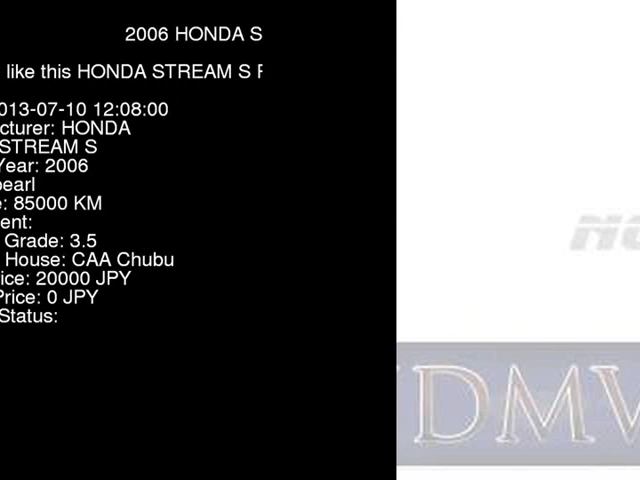 2006 HONDA S
like this HONDA STREAM S F
013-07-10 12:08:00
cturer: HONDA
STREAM S
Year: 2006
pearl
e: 85000 KM
ent:
Grade: 3.5
House: CAA Chubu
ice: 20000 JPY
Price: 0 JPY
Status:
NO
DMV